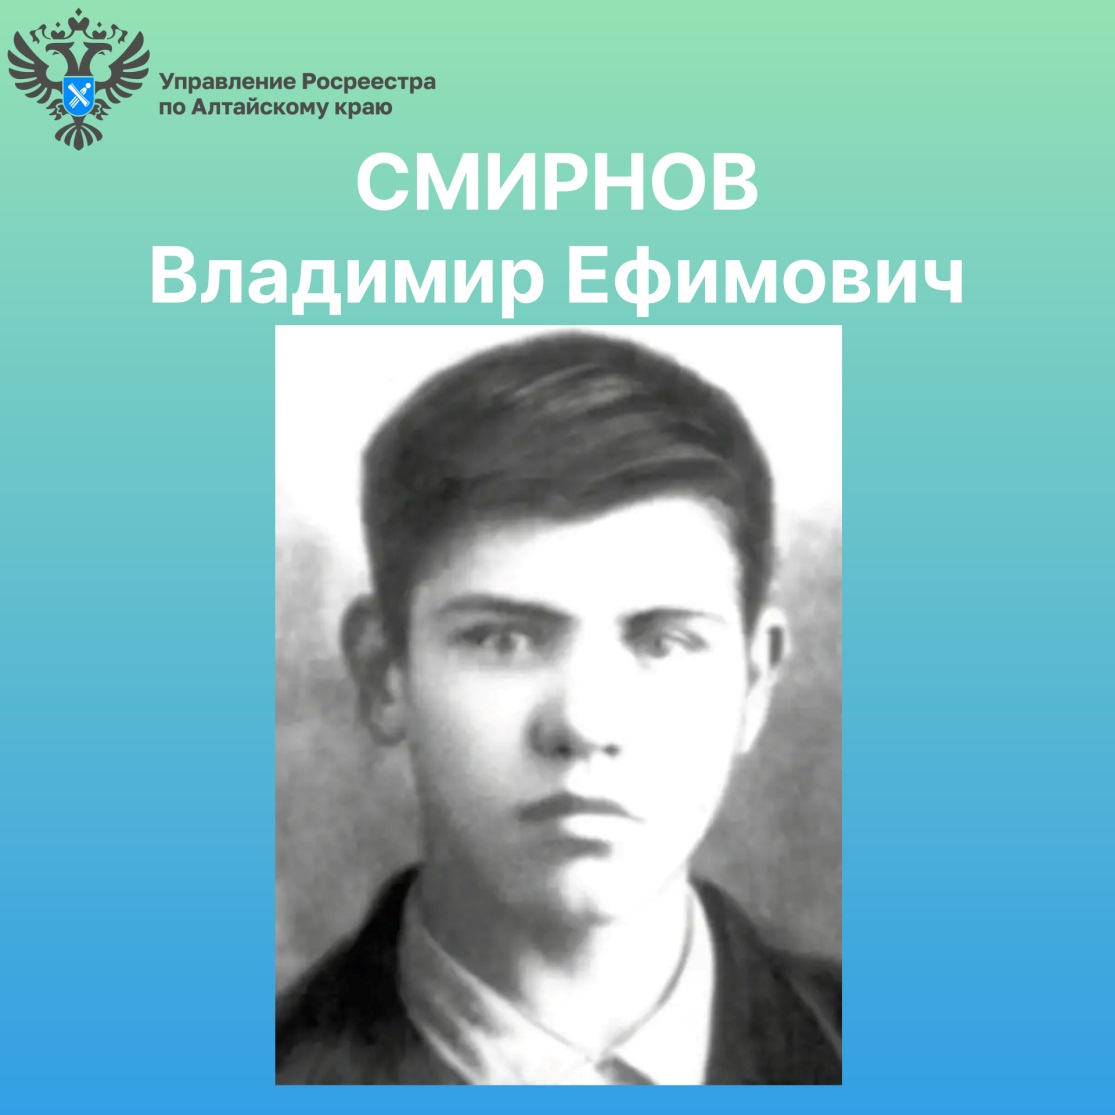 Управление Росреестра
по Алтайскому краю
СМИРНОВ
Владимир Ефимович